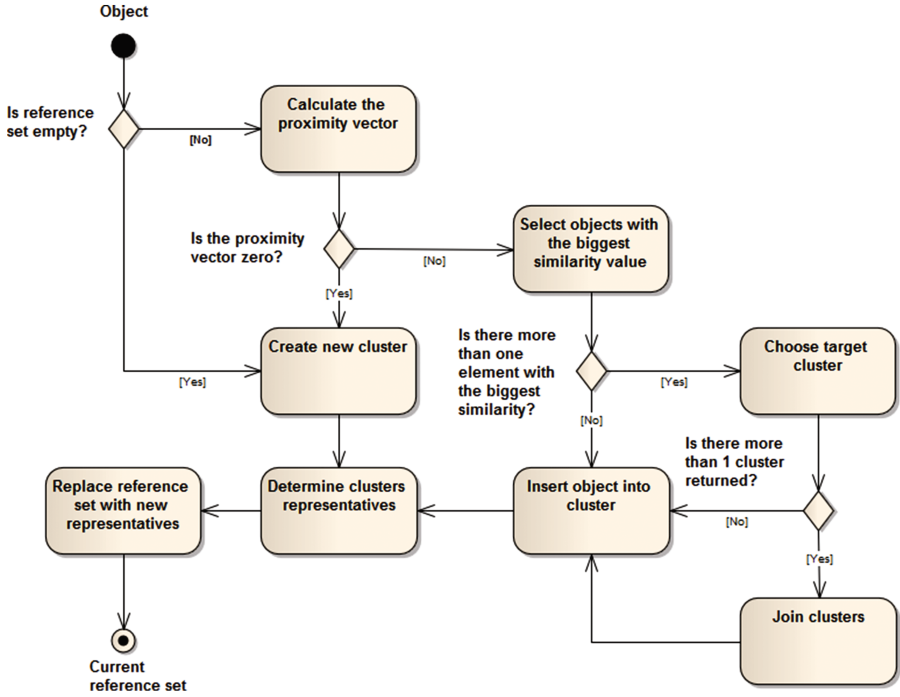 Object
Is reference
set empty?
[No]
Calculate the
proximity vector
Is the proximity
vector zero?
[No]
[Yes]
Select objects with
the biggest
similarity value
Is there more
than one
element with
the biggest
similarity?
[Yes]
[No]
Choose target
cluster
Create new cluster
[Yes]
Is there more
than 1 cluster
returned?
[No]
[Yes]
Replace reference
set with new
representatives
Determine clusters
representatives
Insert object into
cluster
Join clusters
Current
reference set